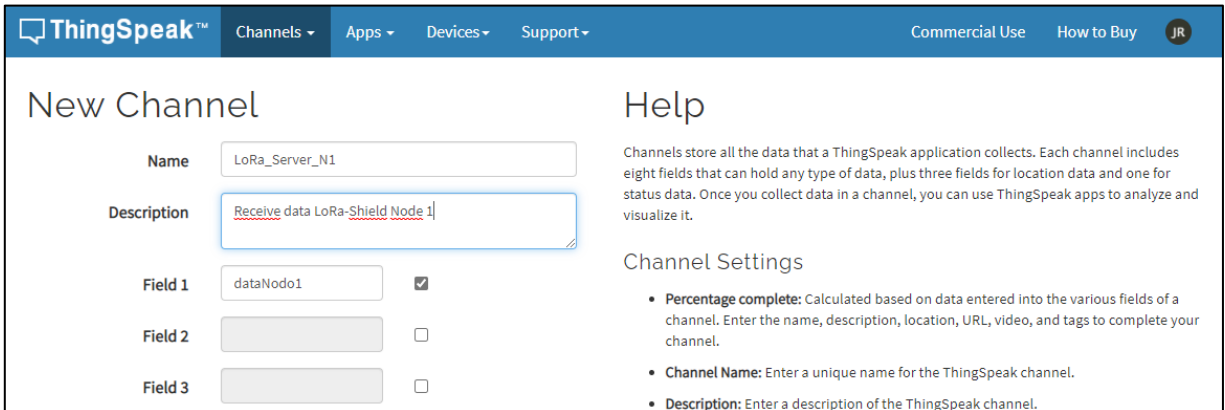 ThingSpeak™ Channels Apps Devices Support Commercial Use How to Buy JR
New Channel
Name LoRa_Server_N1
Description Receive data LoRa-Shield Node 1
Field 1 dataNodo1
Field 2
Field 3
Help
Channels store all the data that a ThingSpeak application collects. Each channel includes
eight fields that can hold any type of data, plus three fields for location data and one for
status data. Once you collect data in a channel, you can use ThingSpeak apps to analyze and
visualize it.
Channel Settings
• Percentage complete: Calculated based on data entered into the various fields of a
channel. Enter the name, description, location, URL, video, and tags to complete your
channel.
• Channel Name: Enter a unique name for the ThingSpeak channel.
• Description: Enter a description of the ThingSpeak channel.